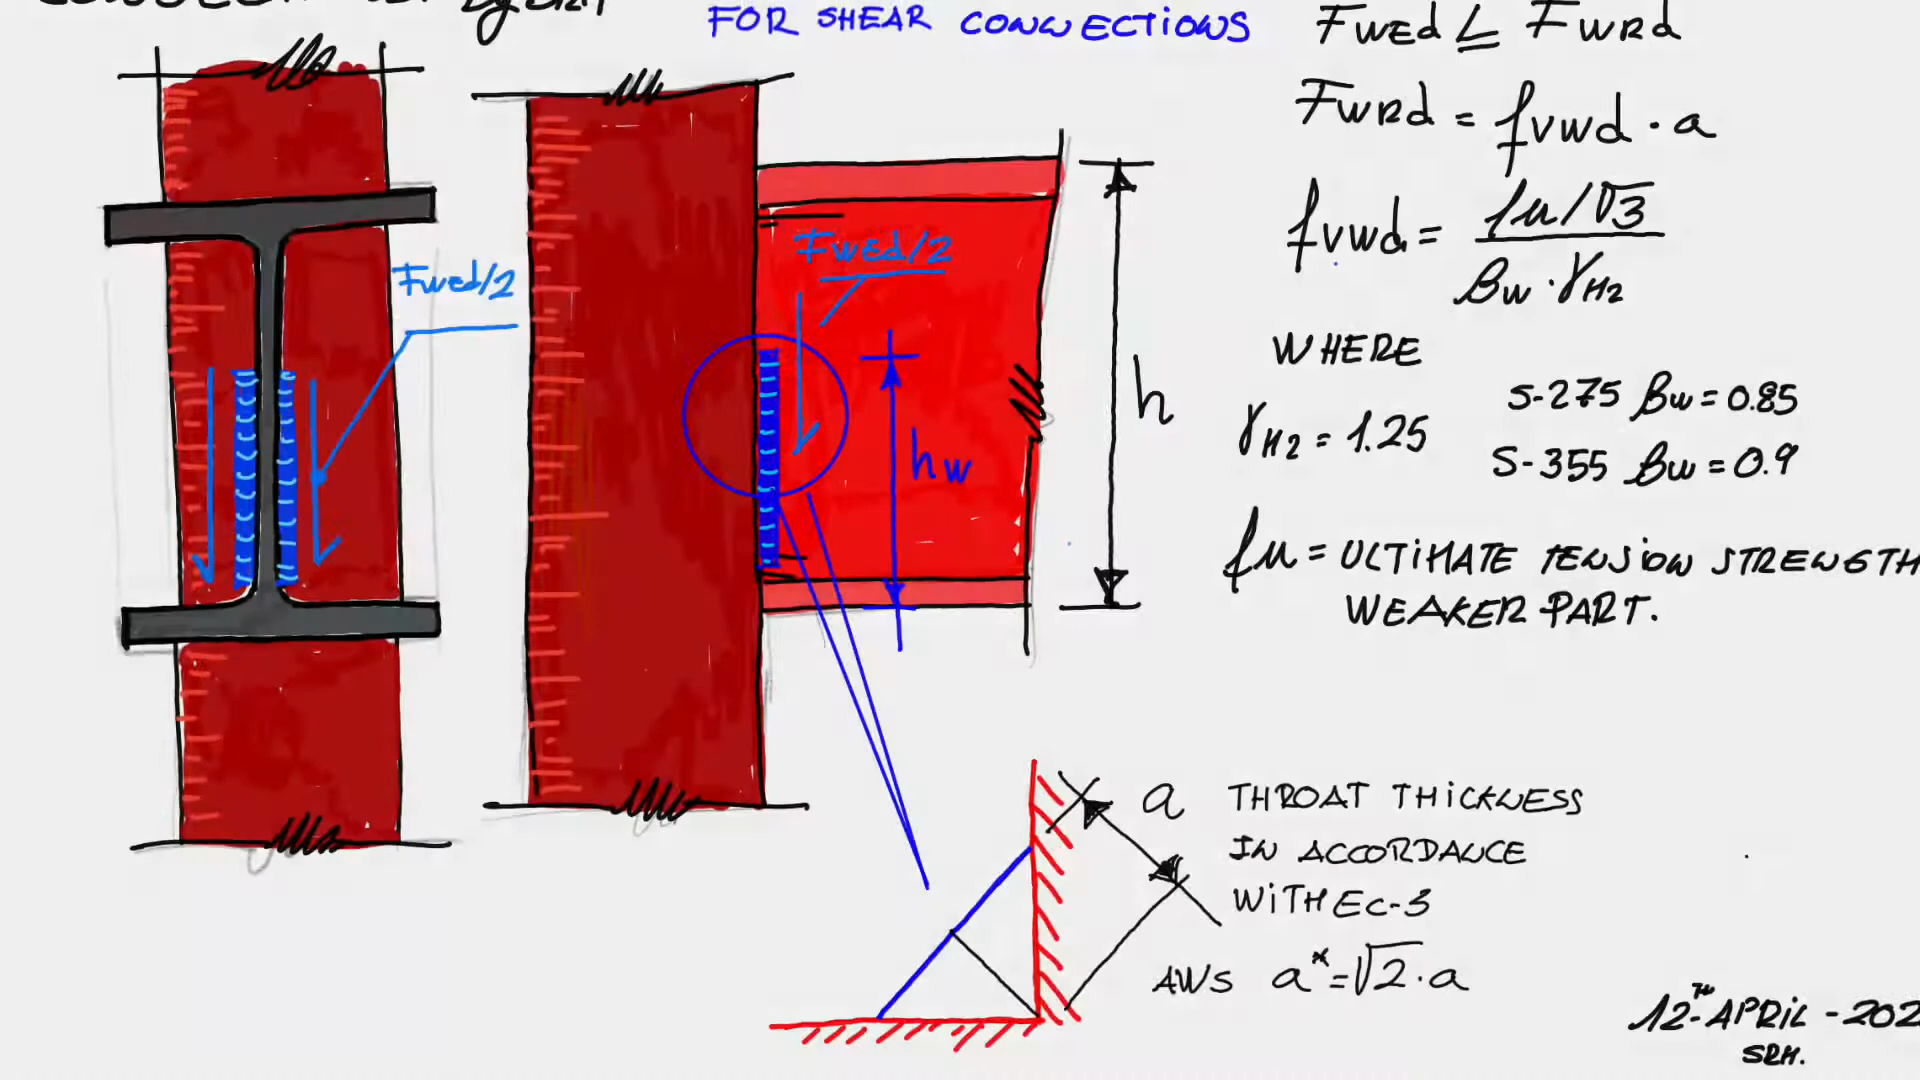 FOR SHEAR CONNECTIONS
FwEd ≤ FwRd
FwRd = fvwd · a
fvwd = fu/√3
βw · γM2
Fwed/2
Fwed/2
h
hw
WHERE
γM2 = 1.25
S-275 βw = 0.85
S-355 βw = 0.9
fu = ULTIMATE TENSION STRENGTH
WEAKER PART.
a THROAT THICKNESS
IN ACCORDANCE
WITH EC-3
AWS a* = √2 · a
12TH APRIL - 202
SRM.